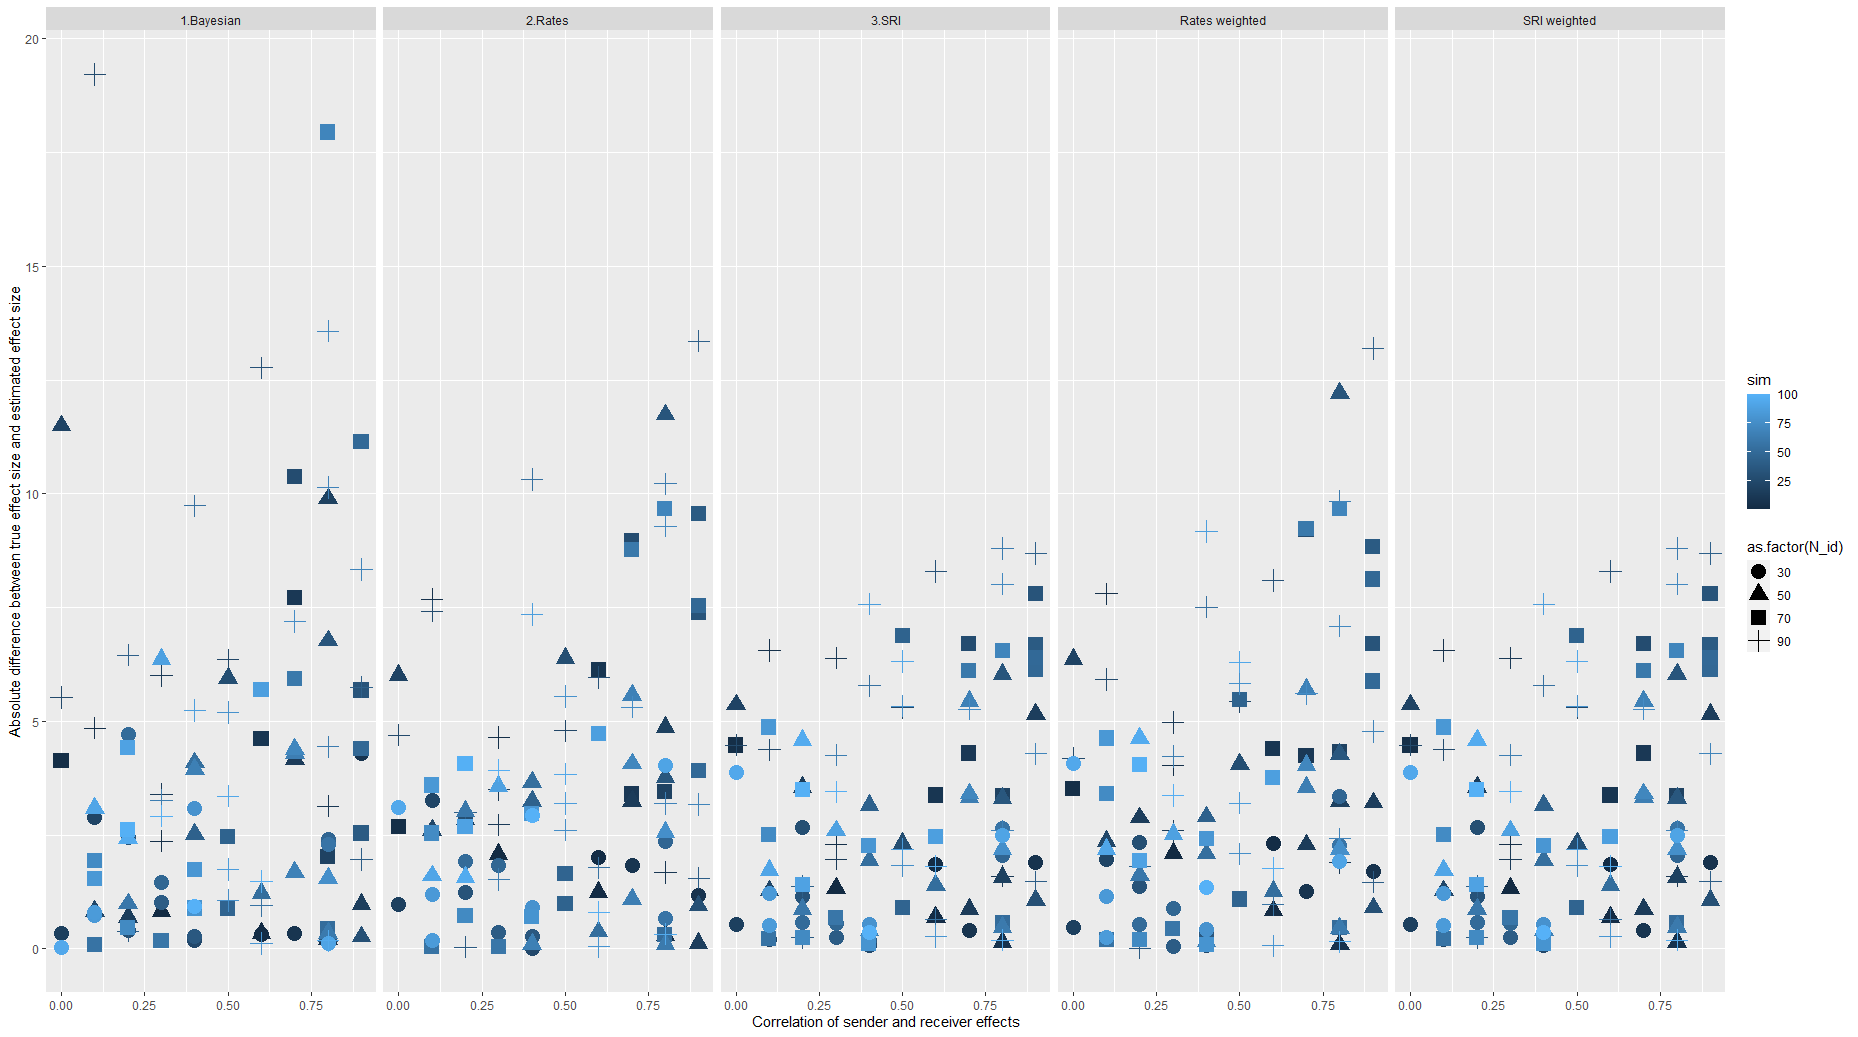 1.Bayesian
2.Rates
3.SRI
Rates weighted
SRI weighted
Absolute difference between true effect size and estimated effect size
20
15
10
5
0
0.00 0.25 0.50 0.75
0.00 0.25 0.50 0.75
0.00 0.25 0.50 0.75
0.00 0.25 0.50 0.75
0.00 0.25 0.50 0.75
Correlation of sender and receiver effects
sim
100
75
50
25
as.factor(N_id)
30
50
70
90